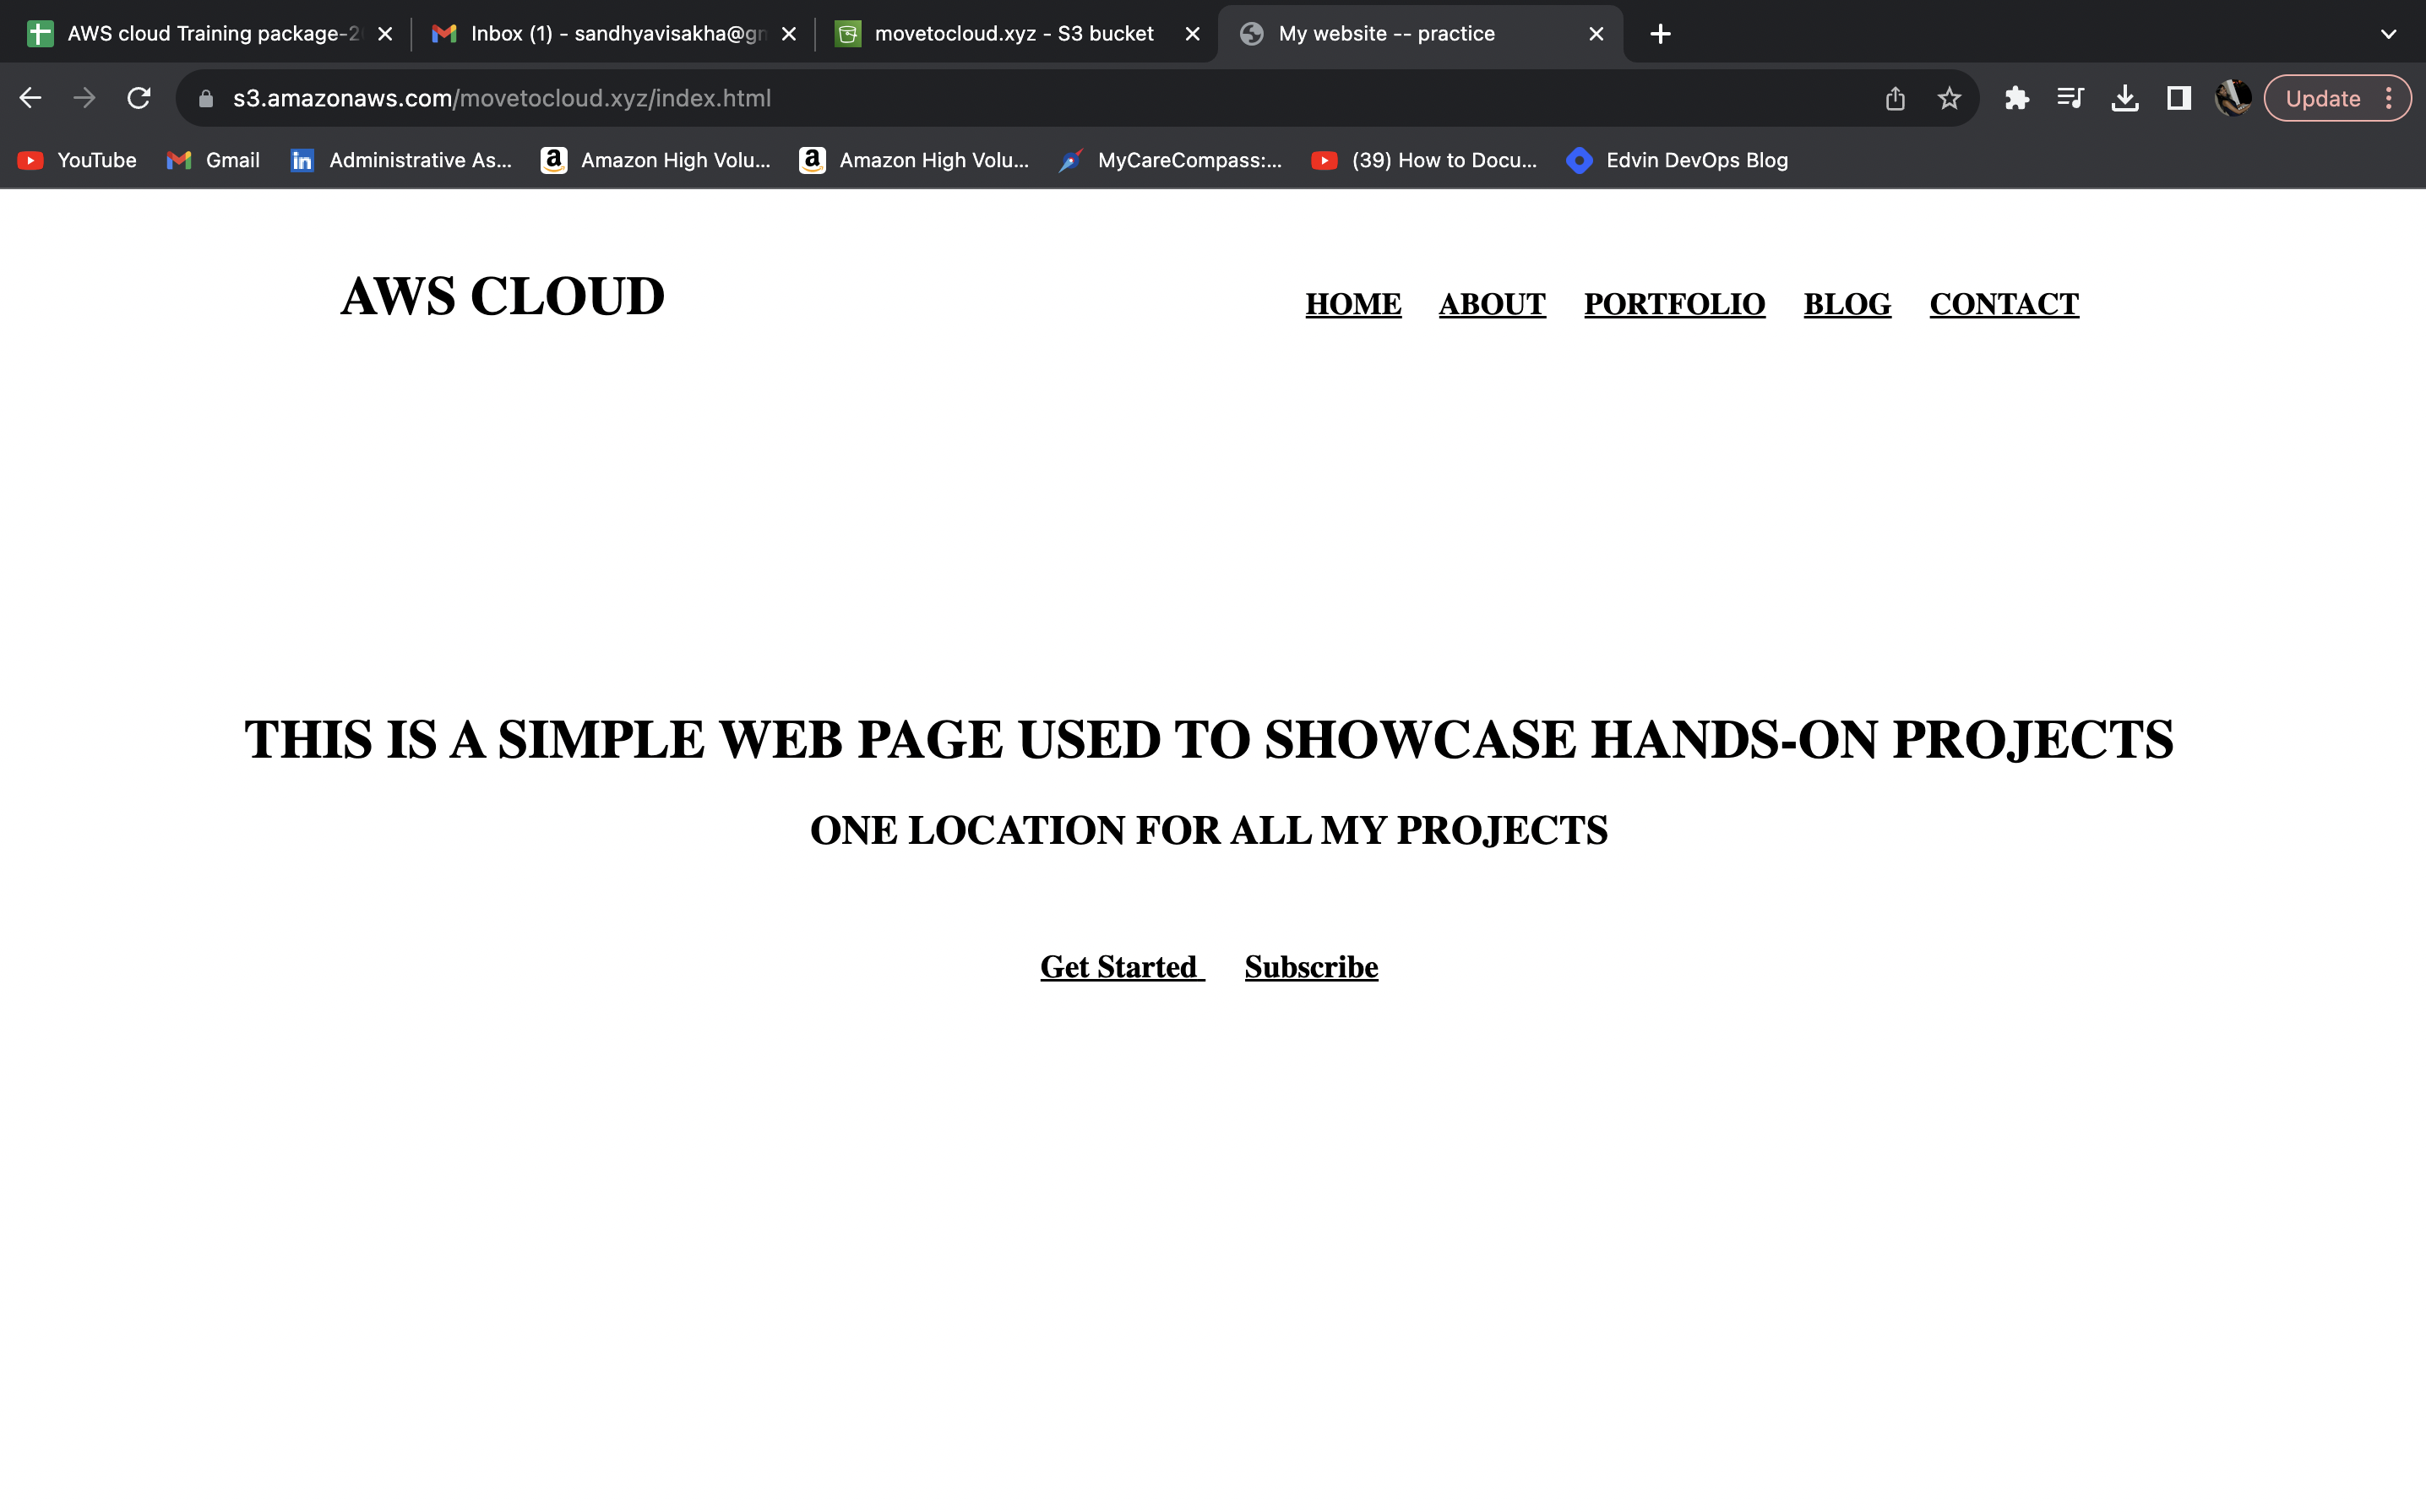 AWS cloud Training package-2 Inbox (1) - sandhyavisakha@gm movetocloud.xyz - S3 bucket My website -- practice
s3.amazonaws.com/movetocloud.xyz/index.html Update
YouTube Gmail Administrative As... Amazon High Volu... Amazon High Volu... MyCareCompass:... (39) How to Docu... Edvin DevOps Blog
AWS CLOUD HOME ABOUT PORTFOLIO BLOG CONTACT
THIS IS A SIMPLE WEB PAGE USED TO SHOWCASE HANDS-ON PROJECTS
ONE LOCATION FOR ALL MY PROJECTS
Get Started Subscribe